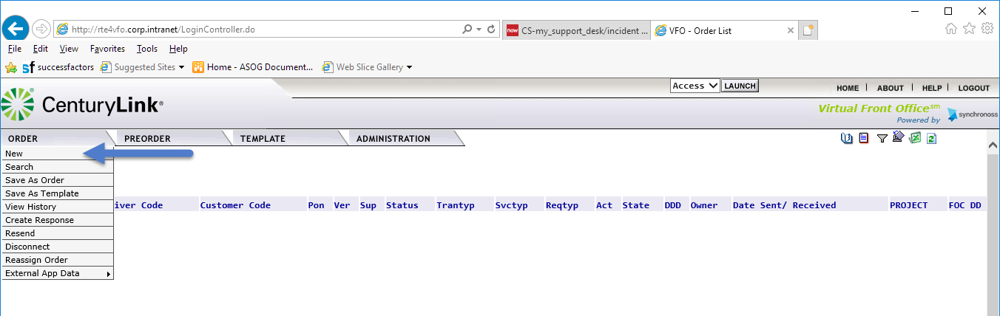 http://rte4vfo.corp.intranet/LoginController.do
CS-my_support_desk/incident ...
VFO - Order List
File Edit View Favorites Tools Help
successfactors Suggested Sites Home - ASOG Document... Web Slice Gallery
Access LAUNCH HOME ABOUT HELP LOGOUT
CenturyLink®
Virtual Front Office℠
Powered by synchronoss
ORDER PREORDER TEMPLATE ADMINISTRATION
New
Search
Save As Order
Save As Template
View History
iver Code Customer Code Pon Ver Sup Status Trantyp Svctyp Reqtyp Act State DDD Owner Date Sent/ Received PROJECT FOC DD
Create Response
Resend
Disconnect
Reassign Order
External App Data